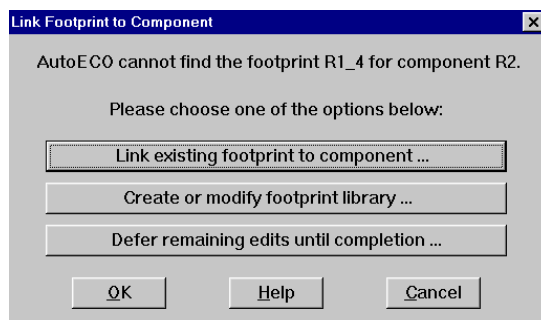 Link Footprint to Component
AutoECO cannot find the footprint R1_4 for component R2.
Please choose one of the options below:
Link existing footprint to component ...
Create or modify footprint library ...
Defer remaining edits until completion ...
OK Help Cancel